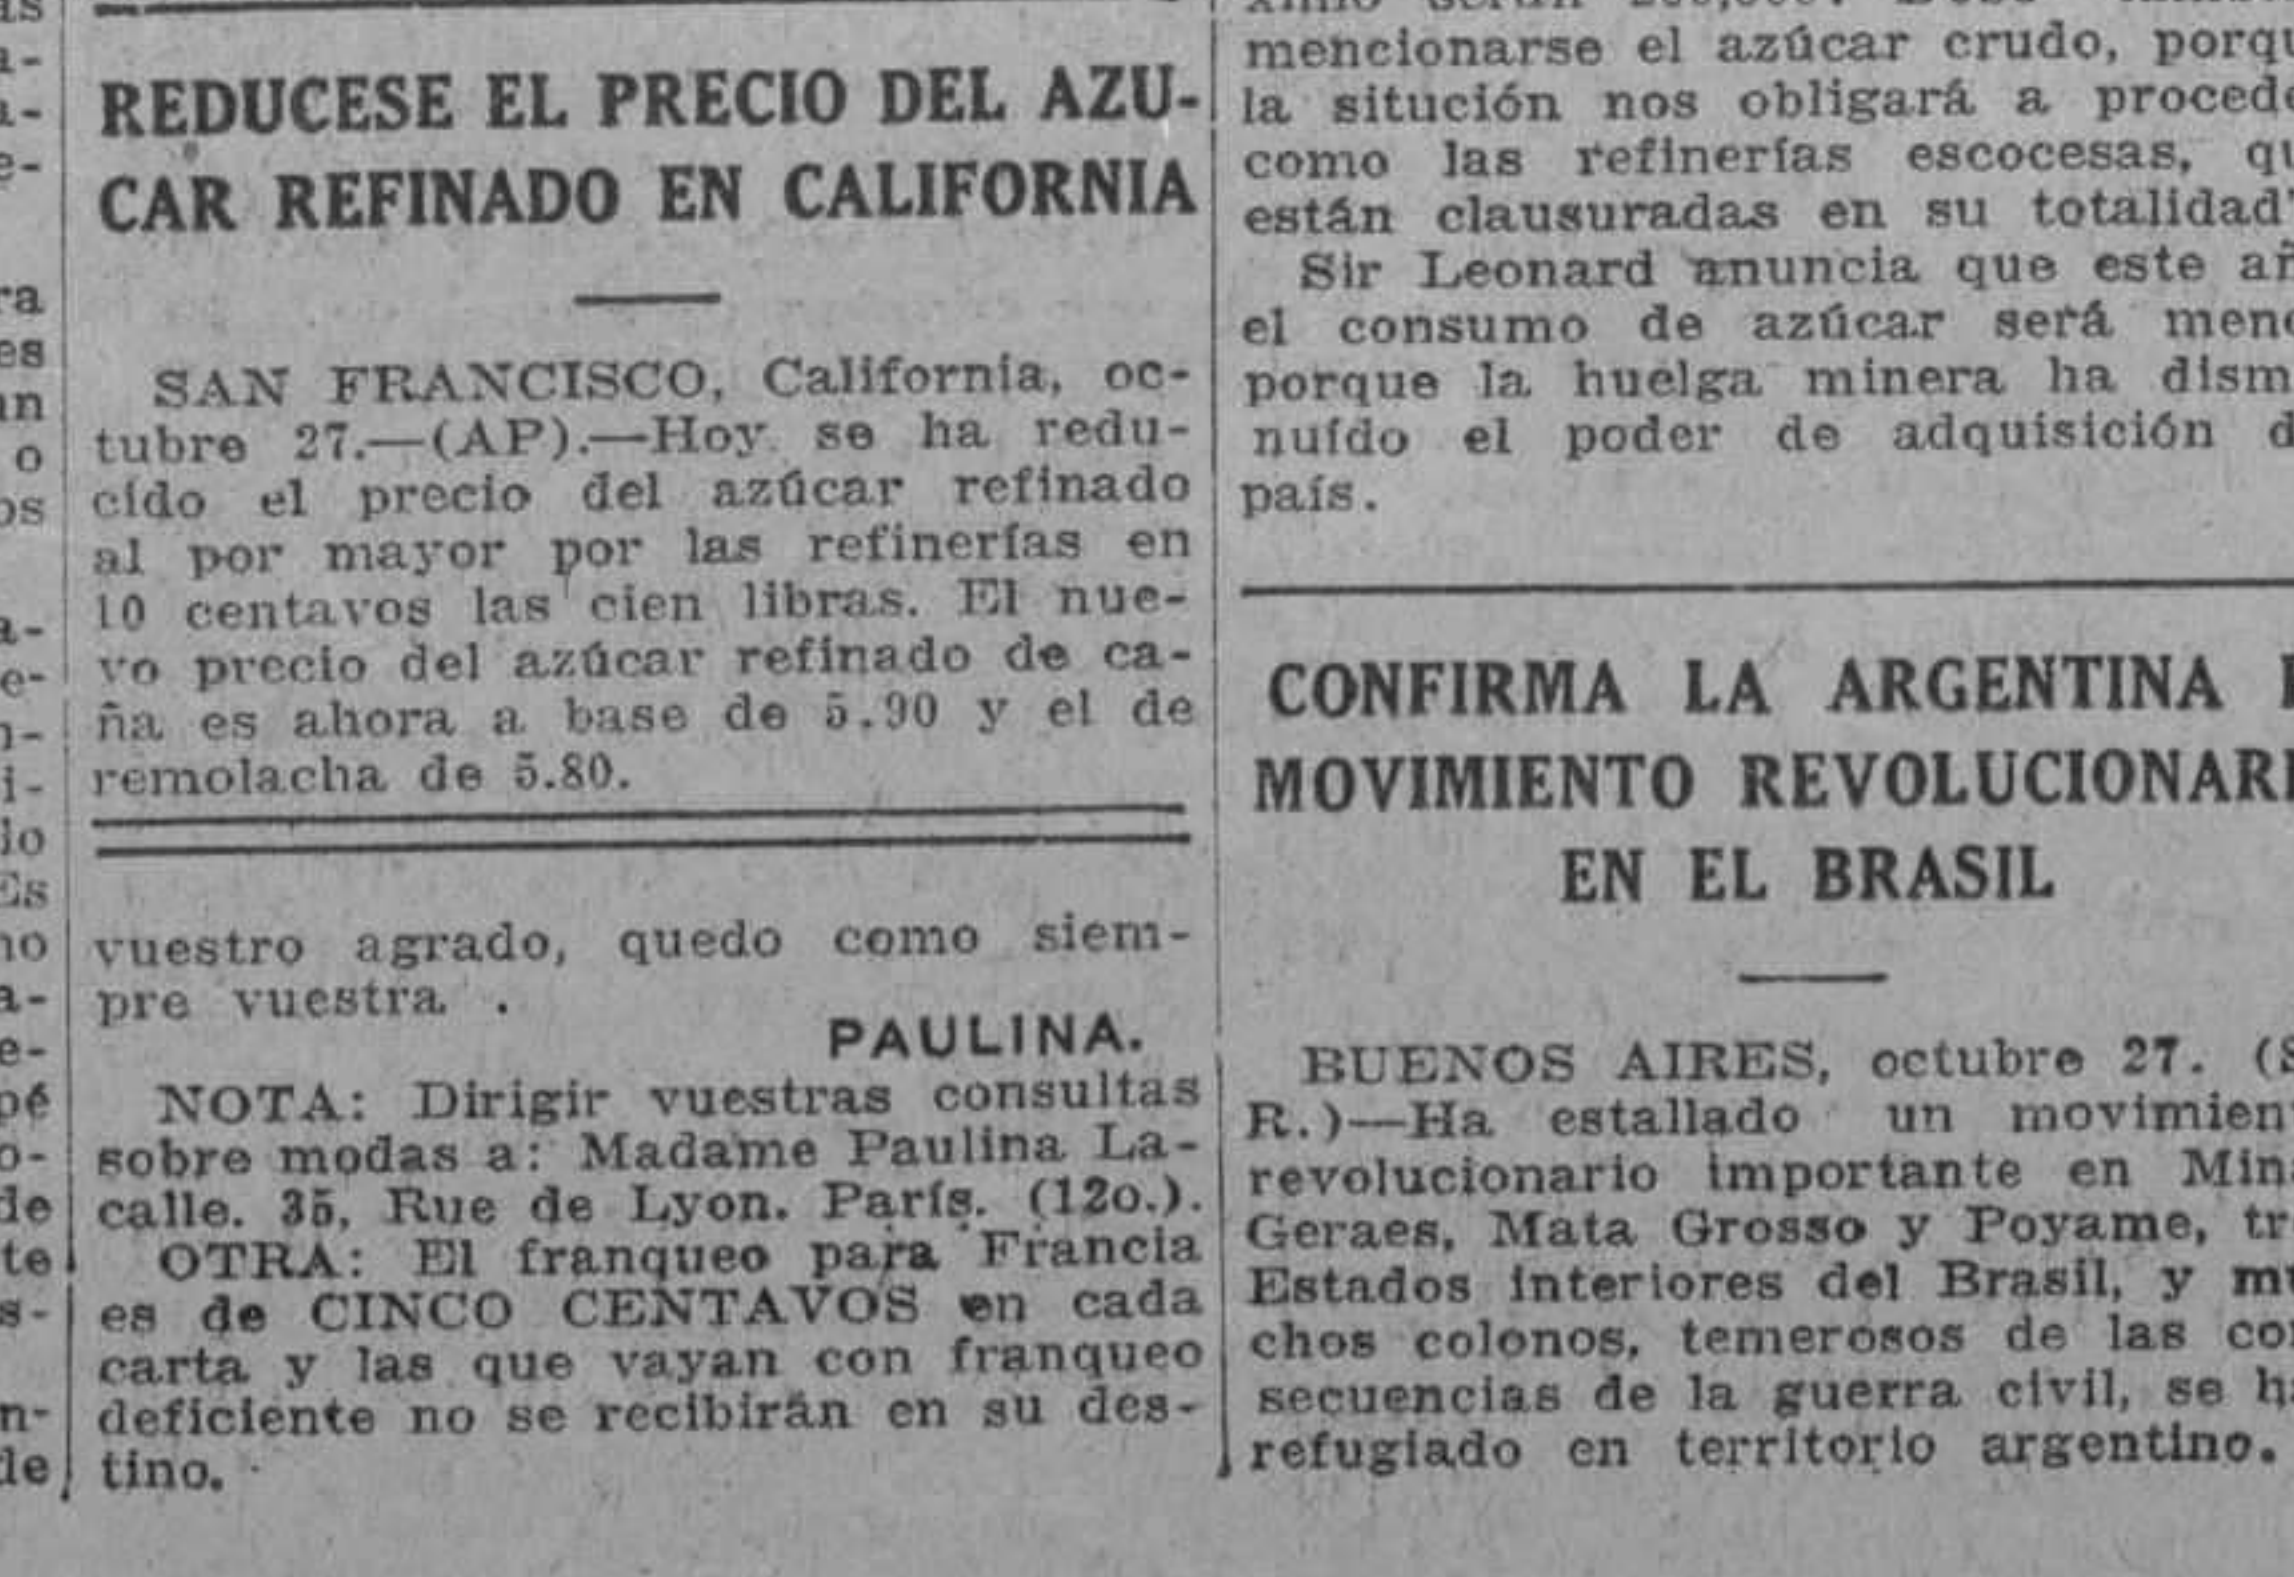 REDUCESE EL PRECIO DEL AZU-
CAR REFINADO EN CALIFORNIA
SAN FRANCISCO, California, oc-
tubre 27.—(AP).—Hoy se ha redu-
cido el precio del azúcar refinado
al por mayor por las refinerías en
10 centavos las cien libras. El nue-
vo precio del azúcar refinado de ca-
ña es ahora a base de 5.90 y el de
remolacha de 5.80.
vuestro agrado, quedo como siem-
pre vuestra .
PAULINA.
NOTA: Dirigir vuestras consultas
sobre modas a: Madame Paulina La-
calle. 35, Rue de Lyon. París. (12o.).
OTRA: El franqueo para Francia
es de CINCO CENTAVOS en cada
carta y las que vayan con franqueo
deficiente no se recibirán en su des-
tino.
mencionarse el azúcar crudo, porqu
la situción nos obligará a proced
como las refinerías escocesas, qu
están clausuradas en su totalidad
Sir Leonard anuncia que este añ
el consumo de azúcar será meno
porque la huelga minera ha dismi
nuído el poder de adquisición d
país.
CONFIRMA LA ARGENTINA
MOVIMIENTO REVOLUCIONARI
EN EL BRASIL
BUENOS AIRES, octubre 27. (S
R.)—Ha estallado un movimien
revolucionario importante en Min
Geraes, Mata Grosso y Poyame, tr
Estados interiores del Brasil, y mu
chos colonos, temerosos de las co
secuencias de la guerra civil, se ha
refugiado en territorio argentino.